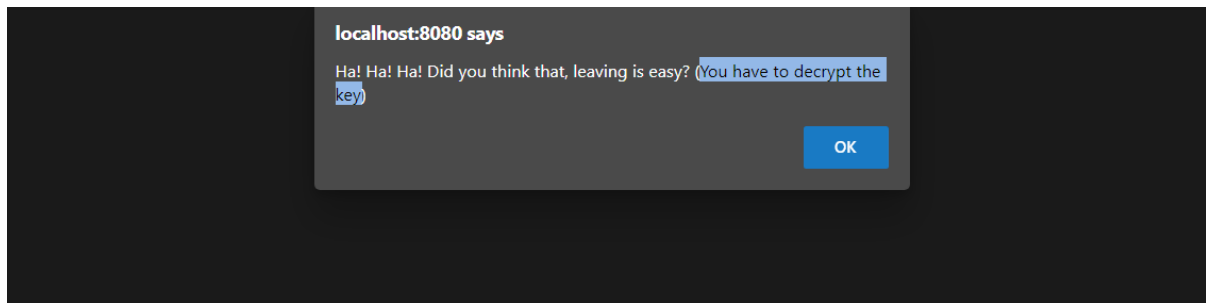 localhost:8080 says
Ha! Ha! Ha! Did you think that, leaving is easy? (You have to decrypt the
key)
OK